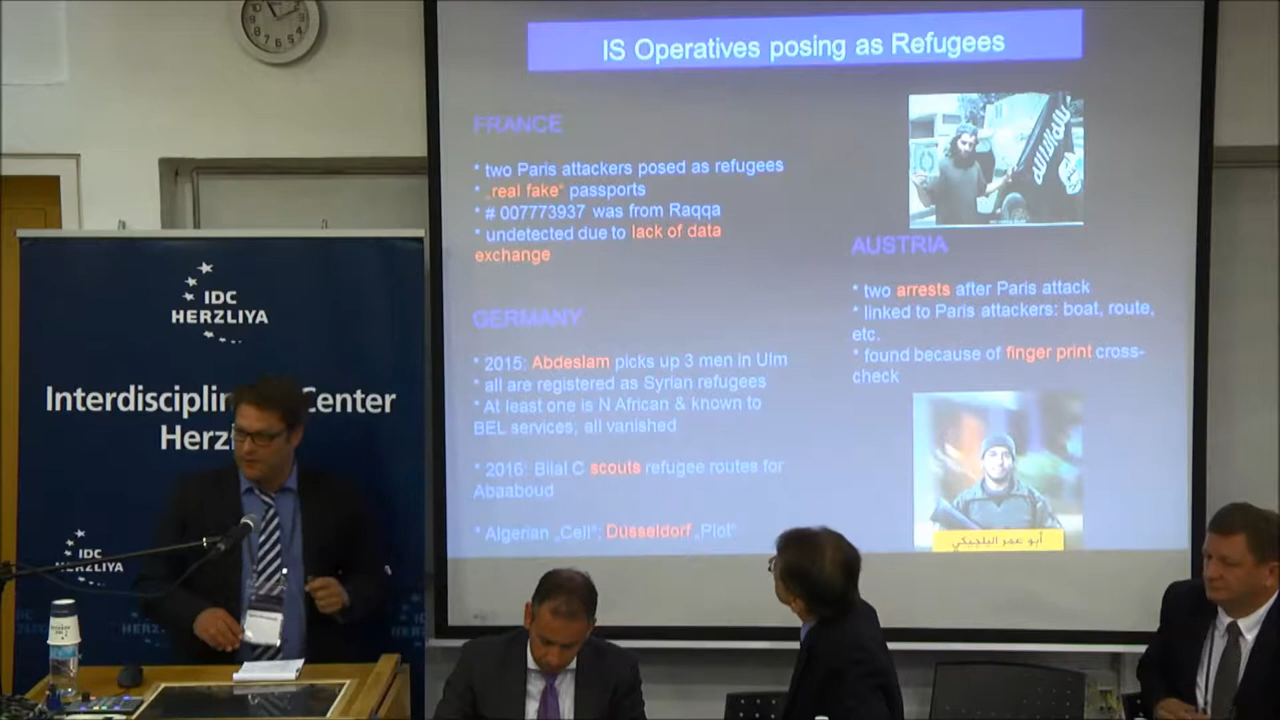 IS Operatives posing as Refugees
FRANCE
* two Paris attackers posed as refugees
* „real fake“ passports
* # 007773937 was from Raqqa
* undetected due to lack of data
exchange
GERMANY
* 2015: Abdeslam picks up 3 men in Ulm
* all are registered as Syrian refugees
* At least one is N African & known to
BEL services; all vanished
* 2016: Bilal C scouts refugee routes for
Abaaboud
* Algerian „Cell“; Dusseldorf „Plot“
AUSTRIA
* two arrests after Paris attack
* linked to Paris attackers: boat, route,
etc.
* found because of finger print cross-
check
أبو عمر البلجيكي
IDC
HERZLIYA
Center
IDC
HERZLIYA